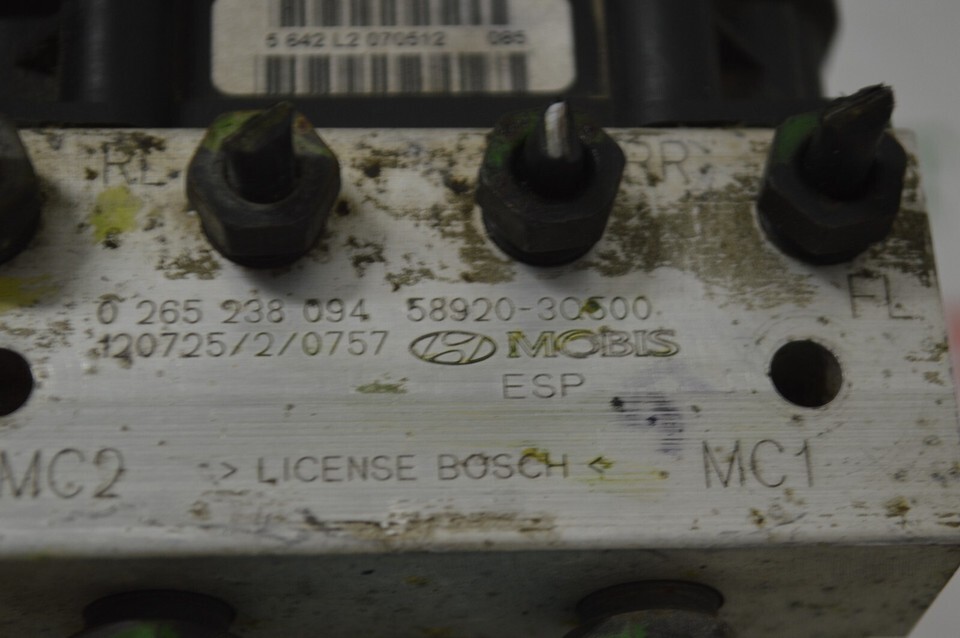 5 642 L2 070512 085
RL RR
FL
0 265 238 094 58920-3Q500
120725/2/0757 MOBIS
ESP
MC2 > LICENSE BOSCH < MC1